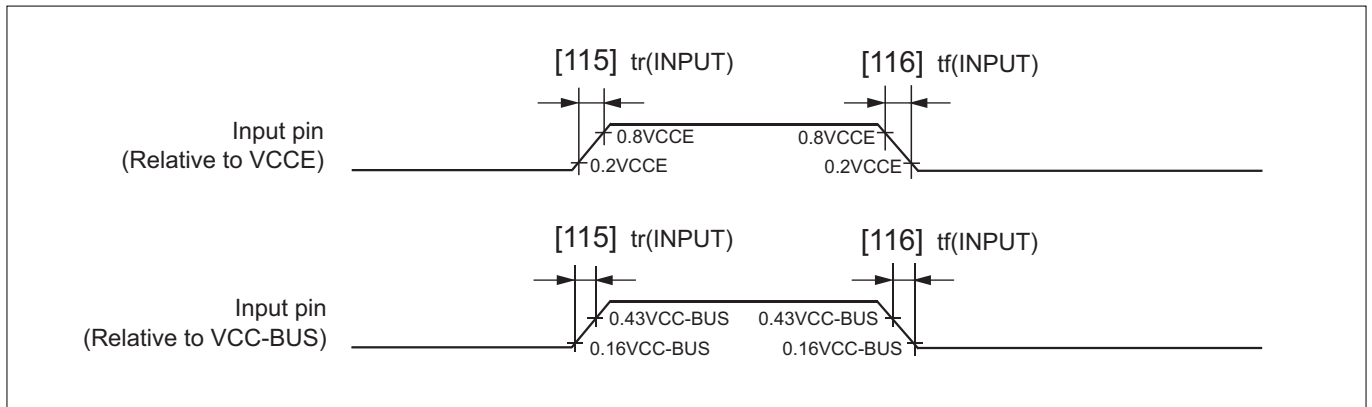 [115] tr(INPUT) [116] tf(INPUT)
Input pin
(Relative to VCCE)
0.8VCCE 0.8VCCE
0.2VCCE 0.2VCCE
[115] tr(INPUT) [116] tf(INPUT)
Input pin
(Relative to VCC-BUS)
0.43VCC-BUS 0.43VCC-BUS
0.16VCC-BUS 0.16VCC-BUS